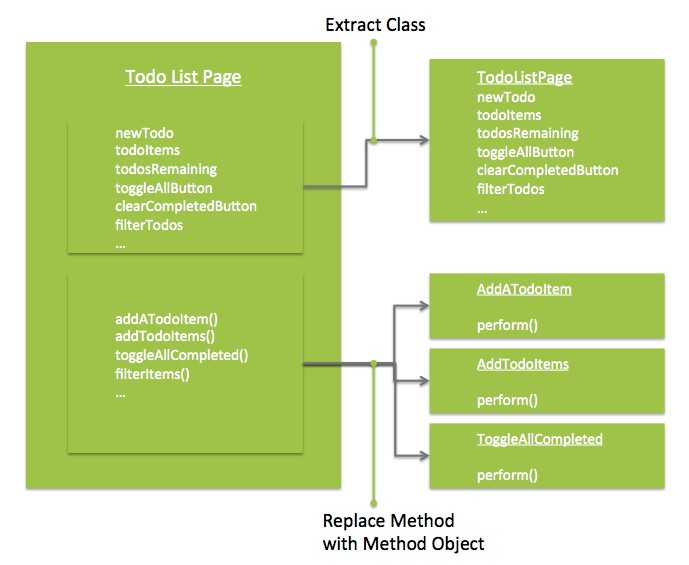 Extract Class
Todo List Page
newTodo
todoItems
todosRemaining
toggleAllButton
clearCompletedButton
filterTodos
...
addATodoItem()
addTodoItems()
toggleAllCompleted()
filterItems()
...
TodoListPage
newTodo
todoItems
todosRemaining
toggleAllButton
clearCompletedButton
filterTodos
...
AddATodoItem
perform()
AddTodoItems
perform()
ToggleAllCompleted
perform()
Replace Method
with Method Object